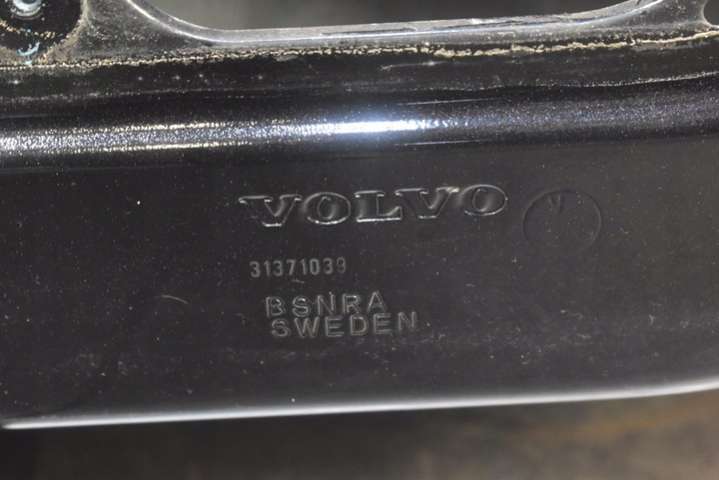 VOLVO
31371039
BSNRA
SWEDEN